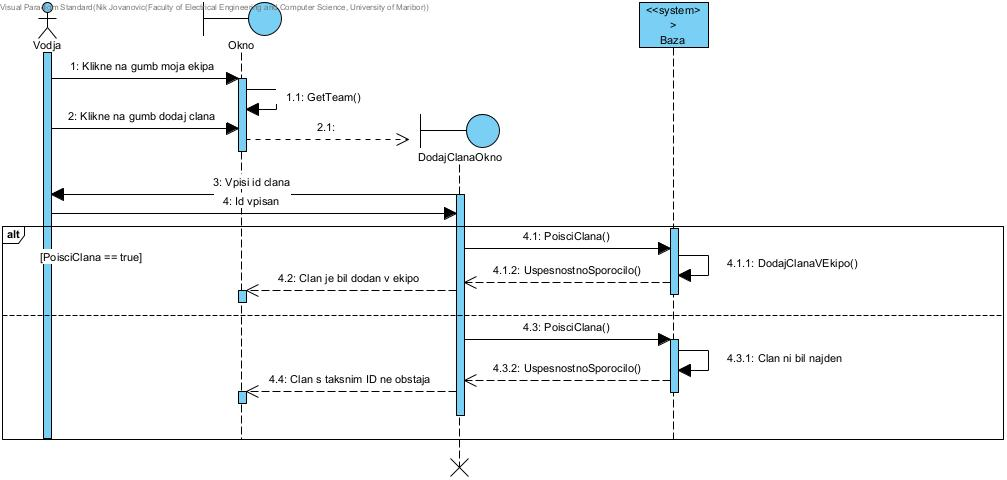 Visual Paradigm Standard(Nik Jovanovic(Faculty of Electrical Engineering and Computer Science, University of Maribor))
<<system>
>
Baza
Vodja
Okno
1: Klikne na gumb moja ekipa
1.1: GetTeam()
2: Klikne na gumb dodaj clana
2.1:
DodajClanaOkno
3: Vpisi id clana
4: Id vpisan
alt
4.1: PoisciClana()
[PoisciClana == true]
4.1.1: DodajClanaVEkipo()
4.1.2: UspesnostnoSporocilo()
4.2: Clan je bil dodan v ekipo
4.3: PoisciClana()
4.3.1: Clan ni bil najden
4.3.2: UspesnostnoSporocilo()
4.4: Clan s taksnim ID ne obstaja